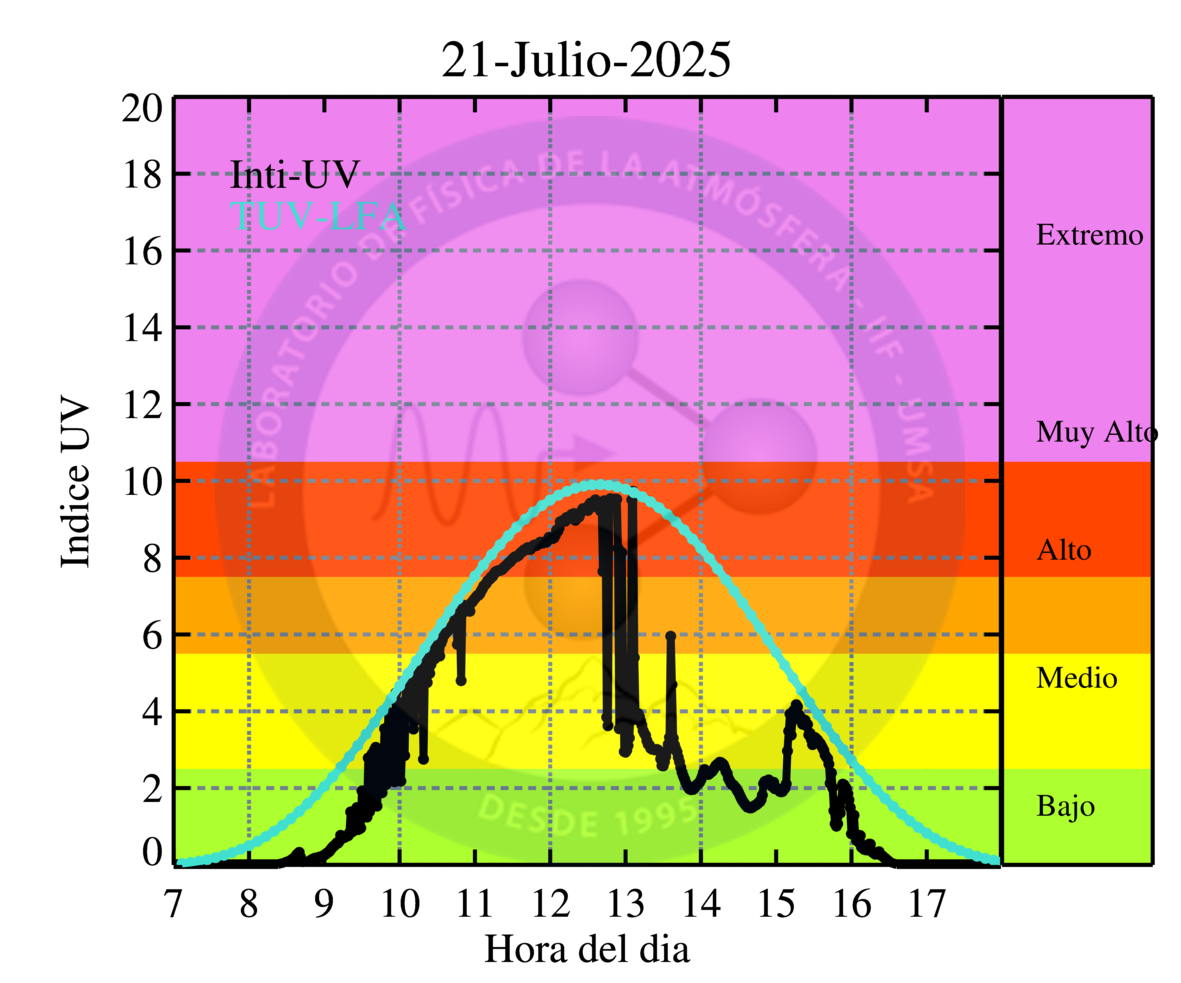 21-Julio-2025
Inti-UV
TUV-LFA
Indice UV
20
18
16
14
12
10
8
6
4
2
0
7 8 9 10 11 12 13 14 15 16 17
Hora del dia
Extremo
Muy Alto
Alto
Medio
Bajo
LABORATORIO DE FÍSICA DE LA ATMÓSFERA - IIF - UMSA
DESDE 1995